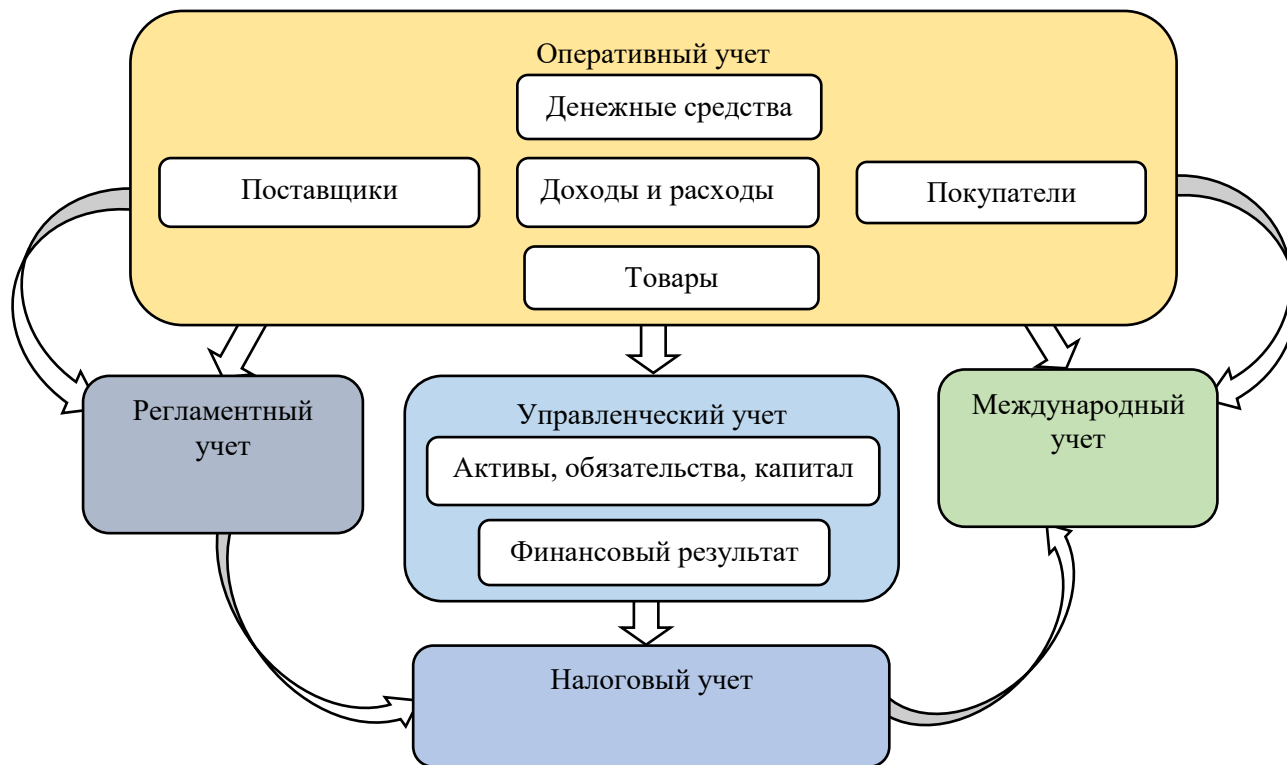 Оперативный учет
Денежные средства
Поставщики
Доходы и расходы
Покупатели
Товары
Регламентный
учет
Управленческий учет
Активы, обязательства, капитал
Финансовый результат
Международный
учет
Налоговый учет